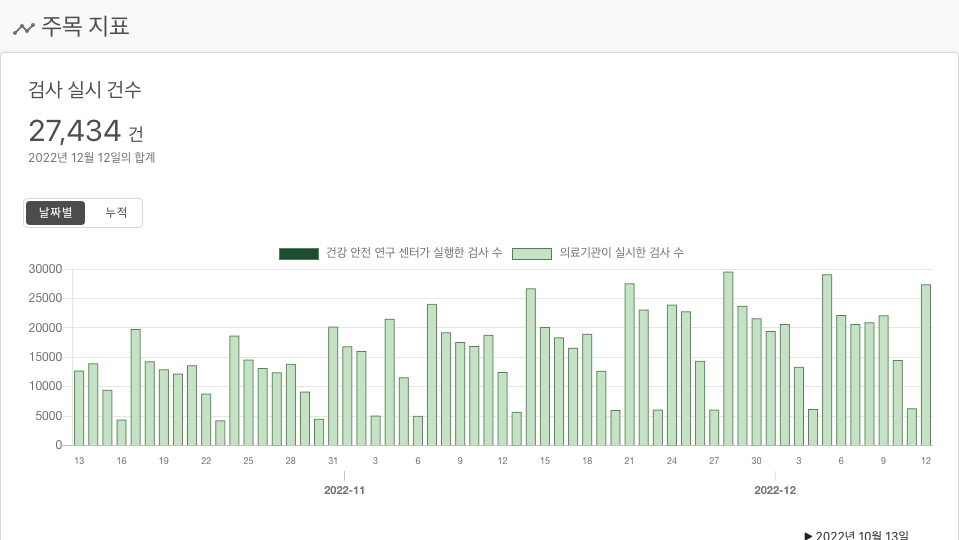 주목 지표
검사 실시 건수
27,434 건
2022년 12월 12일의 합계
날짜별 누적
건강 안전 연구 센터가 실행한 검사 수 의료기관이 실시한 검사 수
30000
25000
20000
15000
10000
5000
0
13 16 19 22 25 28 31 3 6 9 12 15 18 21 24 27 30 3 6 9 12
2022-11 2022-12
▶ 2022년 10월 13일